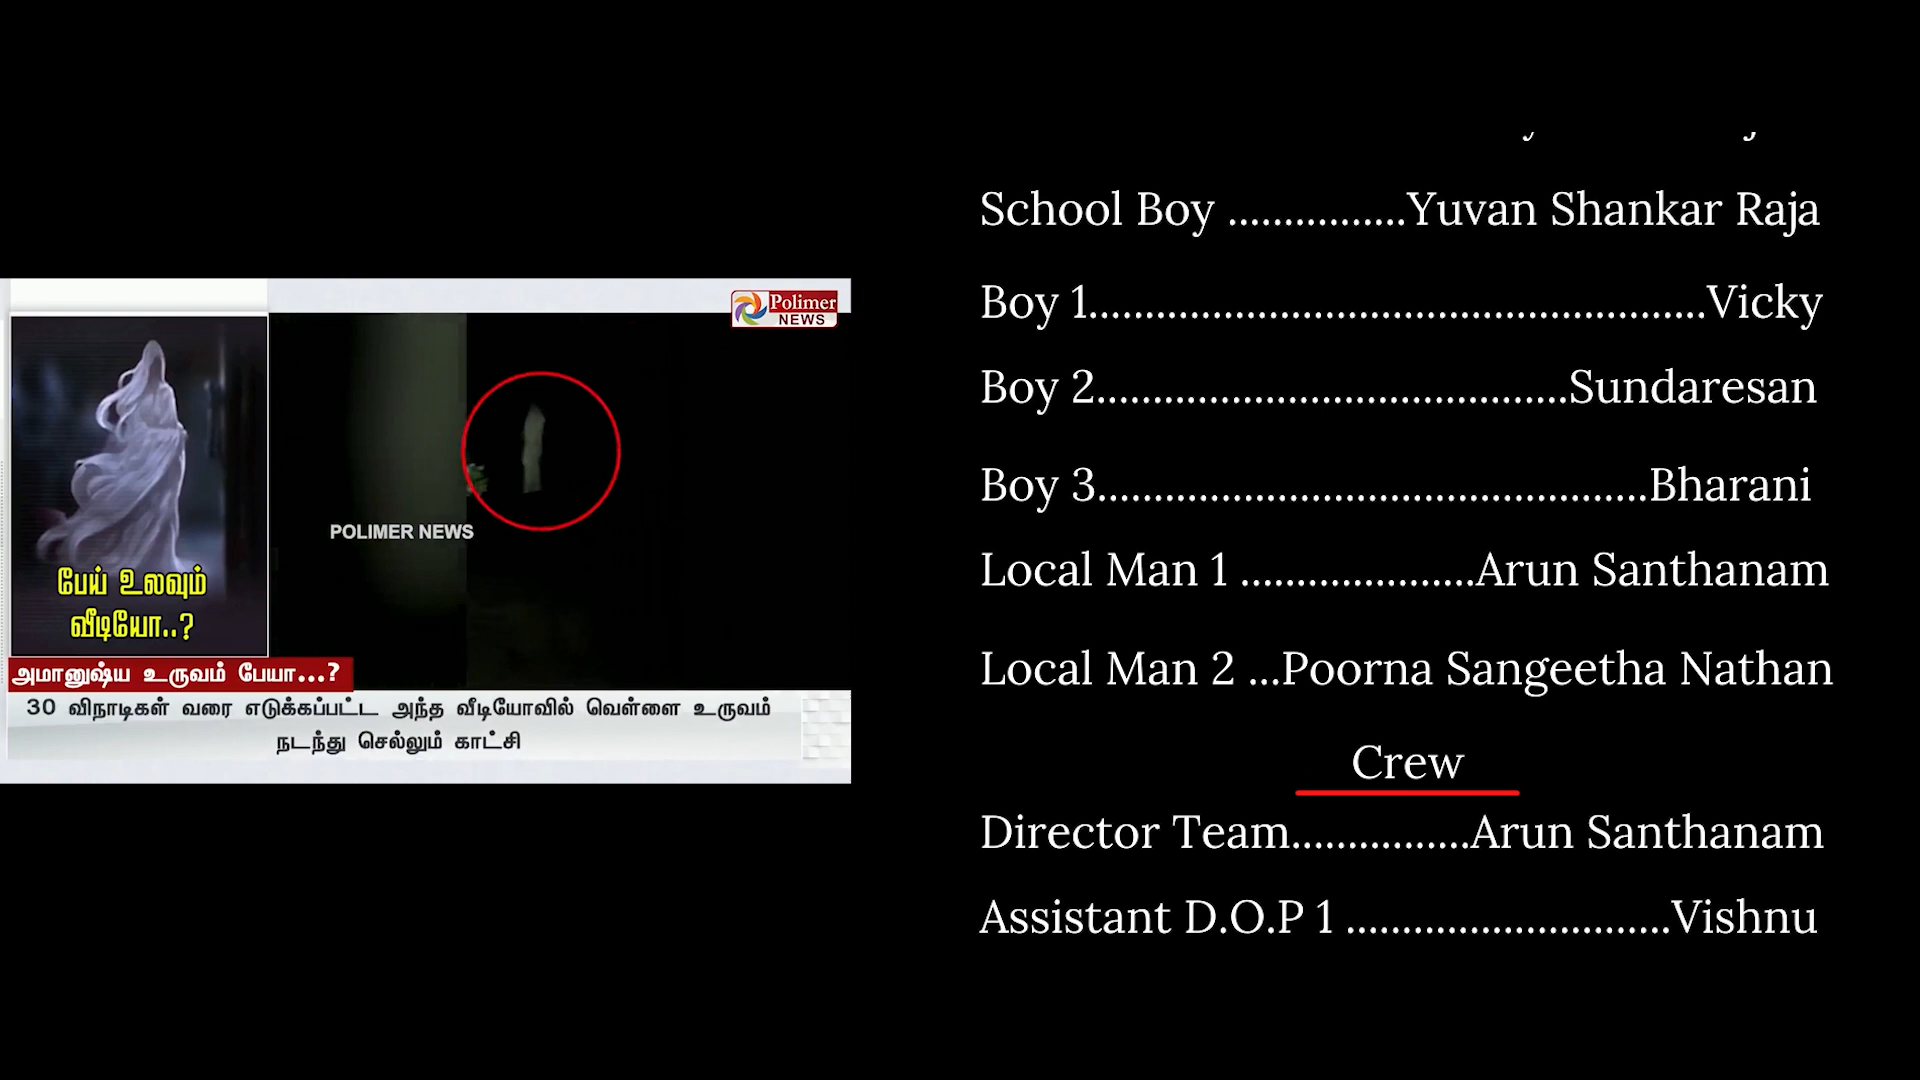 Polimer
NEWS
POLIMER NEWS
பேய் உலவும்
வீடியோ..?
அமானுஷ்ய உருவம் பேயா...?
30 விநாடிகள் வரை எடுக்கப்பட்ட அந்த வீடியோவில் வெள்ளை உருவம்
நடந்து செல்லும் காட்சி
School Boy ................Yuvan Shankar Raja
Boy 1.......................................................Vicky
Boy 2..........................................Sundaresan
Boy 3.................................................Bharani
Local Man 1 .....................Arun Santhanam
Local Man 2 ...Poorna Sangeetha Nathan
Crew
Director Team................Arun Santhanam
Assistant D.O.P 1 .............................Vishnu